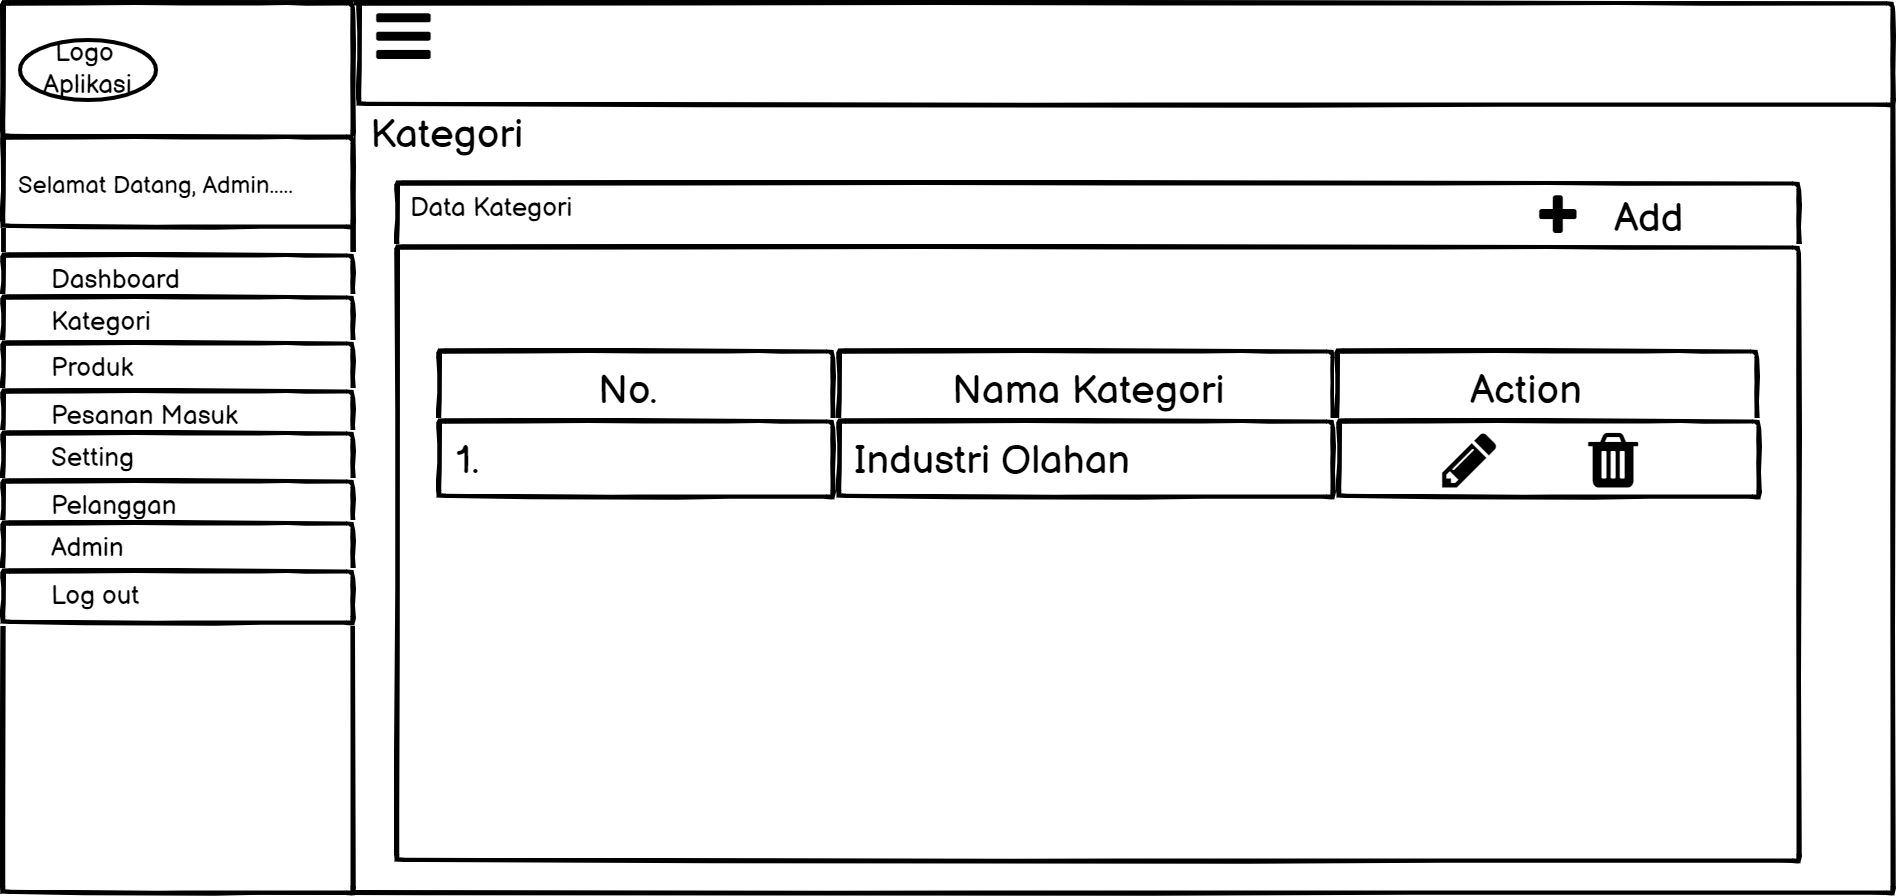 Logo
Aplikasi
Selamat Datang, Admin.....
Dashboard
Kategori
Produk
Pesanan Masuk
Setting
Pelanggan
Admin
Log out
Kategori
Data Kategori
Add
No. Nama Kategori Action
1. Industri Olahan